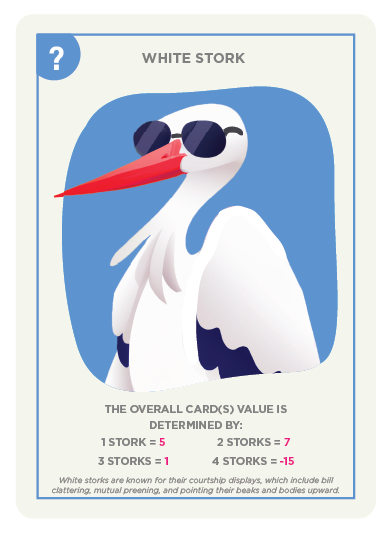 ?
WHITE STORK
THE OVERALL CARD(S) VALUE IS
DETERMINED BY:
1 STORK = 5 2 STORKS = 7
3 STORKS = 1 4 STORKS = -15
White storks are known for their courtship displays, which include bill
clattering, mutual preening, and pointing their beaks and bodies upward.